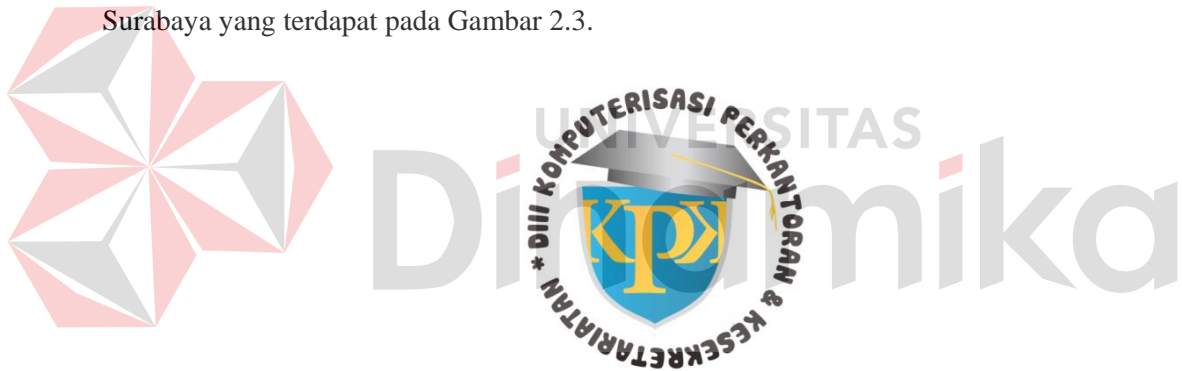 Surabaya yang terdapat pada Gambar 2.3.
UNIVERSITAS
Dinamika
* DIII KOMPUTERISASI PERKANTORAN & KESEKRETARIATAN
KPK